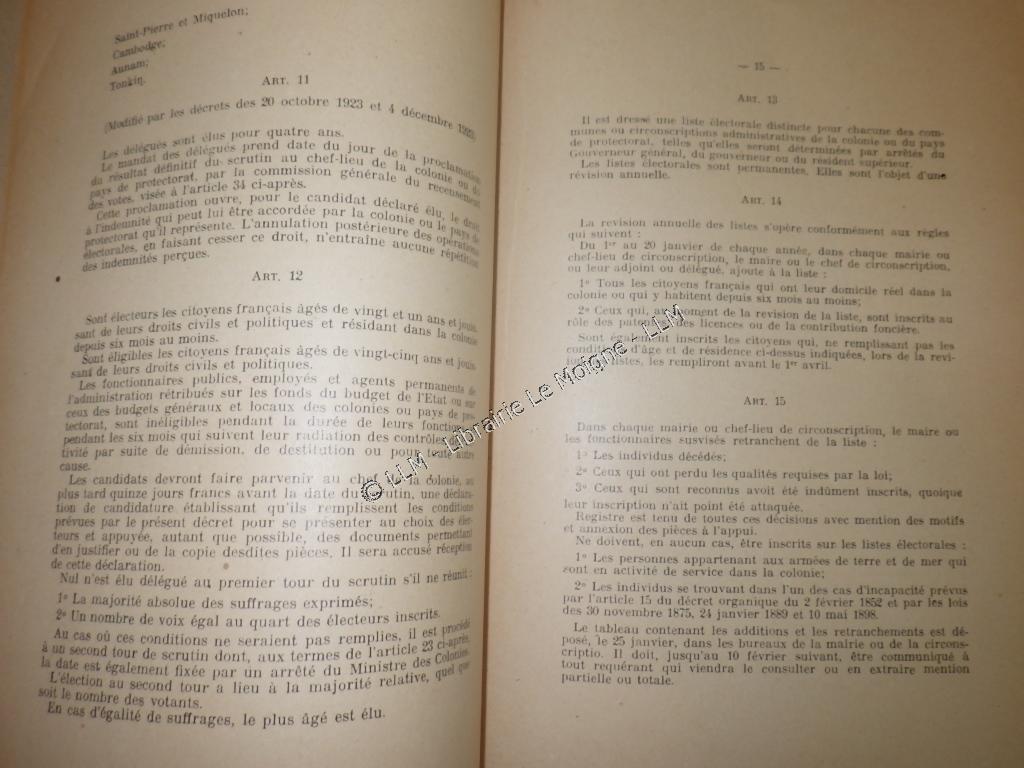 Saint-Pierre et Miquelon;
Cambodge;
Annam;
Tonkin.
ART. 11
(Modifié par les décrets des 20 octobre 1923 et 4 décembre
Les délégués sont élus pour quatre ans.
Le mandat des délégués prend date du jour de la proclamation
du résultat définitif du scrutin au chef-lieu de la colonie ou du
pays de protectorat, par la commission générale du recensement
des votes, visée à l'article 34 ci-après.
Cette proclamation ouvre, pour le candidat déclaré élu, le droit
à l'indemnité qui peut lui être accordée par la colonie ou le pays de
protectorat qu'il représente. L'annulation postérieure des opérations
électorales, en faisant cesser ce droit, n'entraîne aucune répétition
des indemnités perçues.
ART. 12
Sont électeurs les citoyens français âgés de vingt et un ans et jouis-
sant de leurs droits civils et politiques et résidant dans la colonie
depuis six mois au moins.
Sont éligibles les citoyens français âgés de vingt-cinq ans et jouis-
sant de leurs droits civils et politiques.
Les fonctionnaires publics, employés et agents permanents de
l'administration rétribués sur les fonds du budget de l'Etat ou sur
ceux des budgets généraux et locaux des colonies ou pays de pro-
tectorat, sont inéligibles pendant la durée de leurs
pendant les six mois qui suivent leur radiation des contrôles
tivité par suite de démission, de destitution ou pour toute autre
cause.
Les candidats devront faire parvenir au chef de la colonie, au
plus tard quinze jours francs avant la date du scrutin, une déclara-
tion de candidature établissant qu'ils remplissent les conditions
prévues par le présent décret pour se présenter au choix des élec-
teurs et appuyée, autant que possible, des documents permettant
d'en justifier ou de la copie desdites pièces. Il sera accusé réception
de cette déclaration.
Nul n'est élu délégué au premier tour du scrutin s'il ne réunit :
1º La majorité absolue des suffrages exprimés;
2º Un nombre de voix égal au quart des électeurs inscrits.
Au cas où ces conditions ne seraient pas remplies, il est procédé
à un second tour de scrutin dont, aux termes de l'article 23 ci-après,
la date est également fixée par un arrêté du Ministre des Colonies.
L'élection au second tour a lieu à la majorité relative, quel que
soit le nombre des votants.
En cas d'égalité de suffrages, le plus âgé est élu.
— 15 —
ART. 13
Il est dressé une liste électorale distincte pour chacune des com-
munes ou circonscriptions administratives de la colonie ou du pays
de protectorat, telles qu'elles seront déterminées par arrêtés du
Gouverneur général, du gouverneur ou du résident supérieur.
Les listes électorales sont permanentes. Elles sont l'objet d'une
révision annuelle.
ART. 14
La revision annuelle des listes s'opère conformément aux règles
qui suivent :
Du 1er au 20 janvier de chaque année, dans chaque mairie ou
chef-lieu de circonscription, le maire ou le chef de circonscription,
ou leur adjoint ou délégué, ajoute à la liste :
1º Tous les citoyens français qui ont leur domicile réel dans la
colonie ou qui y habitent depuis six mois au moins;
2º Ceux qui, au moment de la revision de la liste, sont inscrits au
rôle des patentes, des licences ou de la contribution foncière.
Sont également inscrits les citoyens qui, ne remplissant pas les
conditions d'âge et de résidence ci-dessus indiquées, lors de la revi-
listes, les rempliront avant le 1er avril.
ART. 15
Dans chaque mairie ou chef-lieu de circonscription, le maire ou
les fonctionnaires susvisés retranchent de la liste :
1º Les individus décédés;
2º Ceux qui ont perdu les qualités requises par la loi;
3º Ceux qui sont reconnus avoit été indûment inscrits, quoique
leur inscription n'ait point été attaquée.
Registre est tenu de toutes ces décisions avec mention des motifs
et annexion des pièces à l'appui.
Ne doivent, en aucun cas, être inscrits sur les listes électorales :
1º Les personnes appartenant aux armées de terre et de mer qui
sont en activité de service dans la colonie;
2º Les individus se trouvant dans l'un des cas d'incapacité prévus
par l'article 15 du décret organique du 2 février 1852 et par les lois
des 30 novembre 1875, 24 janvier 1889 et 10 mai 1898.
Le tableau contenant les additions et les retranchements est dé-
posé, le 25 janvier, dans les bureaux de la mairie ou de la circons-
criptio. Il doit, jusqu'au 10 février suivant, être communiqué à
tout requérant qui viendra le consulter ou en extraire mention
partielle ou totale.
© LLM - Librairie Le Moigne - LLM